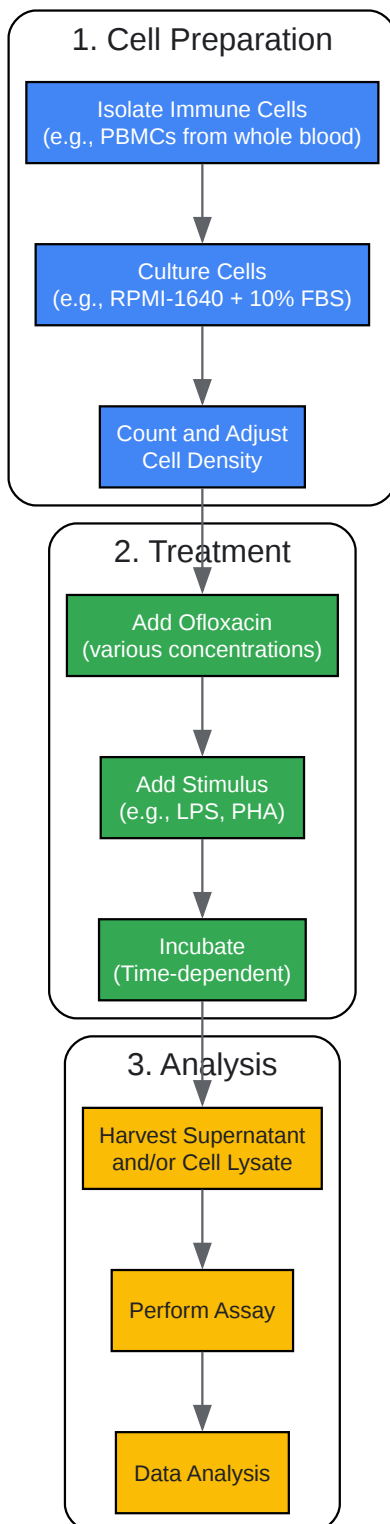 1. Cell Preparation
Isolate Immune Cells
(e.g., PBMCs from whole blood)
Culture Cells
(e.g., RPMI-1640 + 10% FBS)
Count and Adjust
Cell Density
2. Treatment
Add Ofloxacin
(various concentrations)
Add Stimulus
(e.g., LPS, PHA)
Incubate
(Time-dependent)
3. Analysis
Harvest Supernatant
and/or Cell Lysate
Perform Assay
Data Analysis